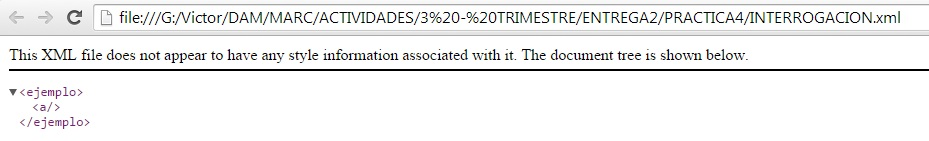 file:///G:/Victor/DAM/MARC/ACTIVIDADES/3%20-%20TRIMESTRE/ENTREGA2/PRACTICA4/INTERROGACION.xml
This XML file does not appear to have any style information associated with it. The document tree is shown below.
▼<ejemplo>
<a/>
</ejemplo>